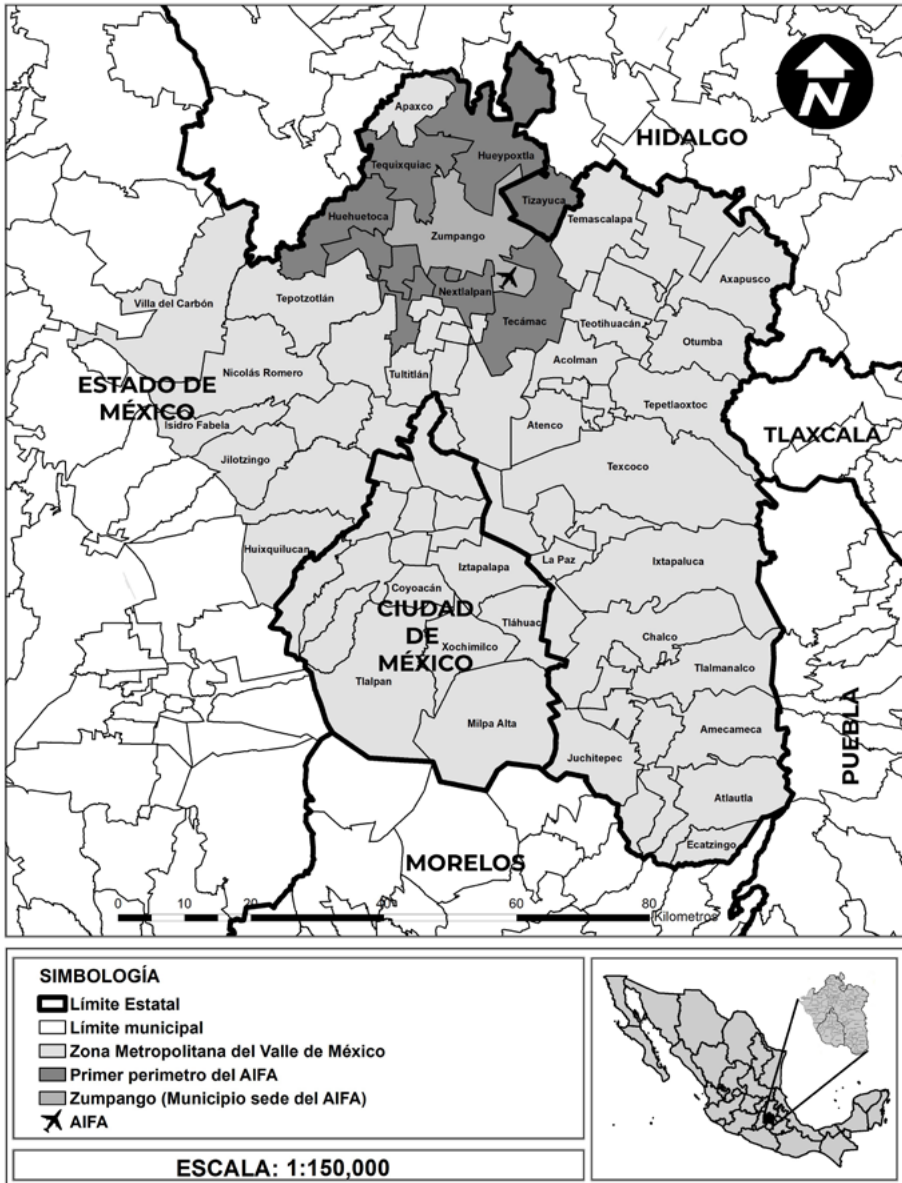 Apaxco
N
HIDALGO
Tequixquiac
Hueypoxtla
Tizayuca
Huehuetoca
Temascalapa
Zumpango
Axapusco
Villa del Carbón
Tepotzotlán
Nextlalpan
Tecámac
Teotihuacán
Otumba
Nicolás Romero
Tultitlán
Acolman
ESTADO DE
MÉXICO
Tepetlaoxtoc
Isidro Fabela
Atenco
TLAXCALA
Jilotzingo
Texcoco
Huixquilucan
La Paz
Ixtapaluca
Iztapalapa
Coyoacán
CIUDAD
DE
MÉXICO
Tláhuac
Chalco
Xochimilco
Tlalmanalco
Tlalpan
Milpa Alta
Amecameca
PUEBLA
Juchitepec
Atlautla
Ecatzingo
MORELOS
0 10 20 40 60 80 Kilometros
SIMBOLOGÍA
Límite Estatal
Límite municipal
Zona Metropolitana del Valle de México
Primer perimetro del AIFA
Zumpango (Municipio sede del AIFA)
AIFA
ESCALA: 1:150,000